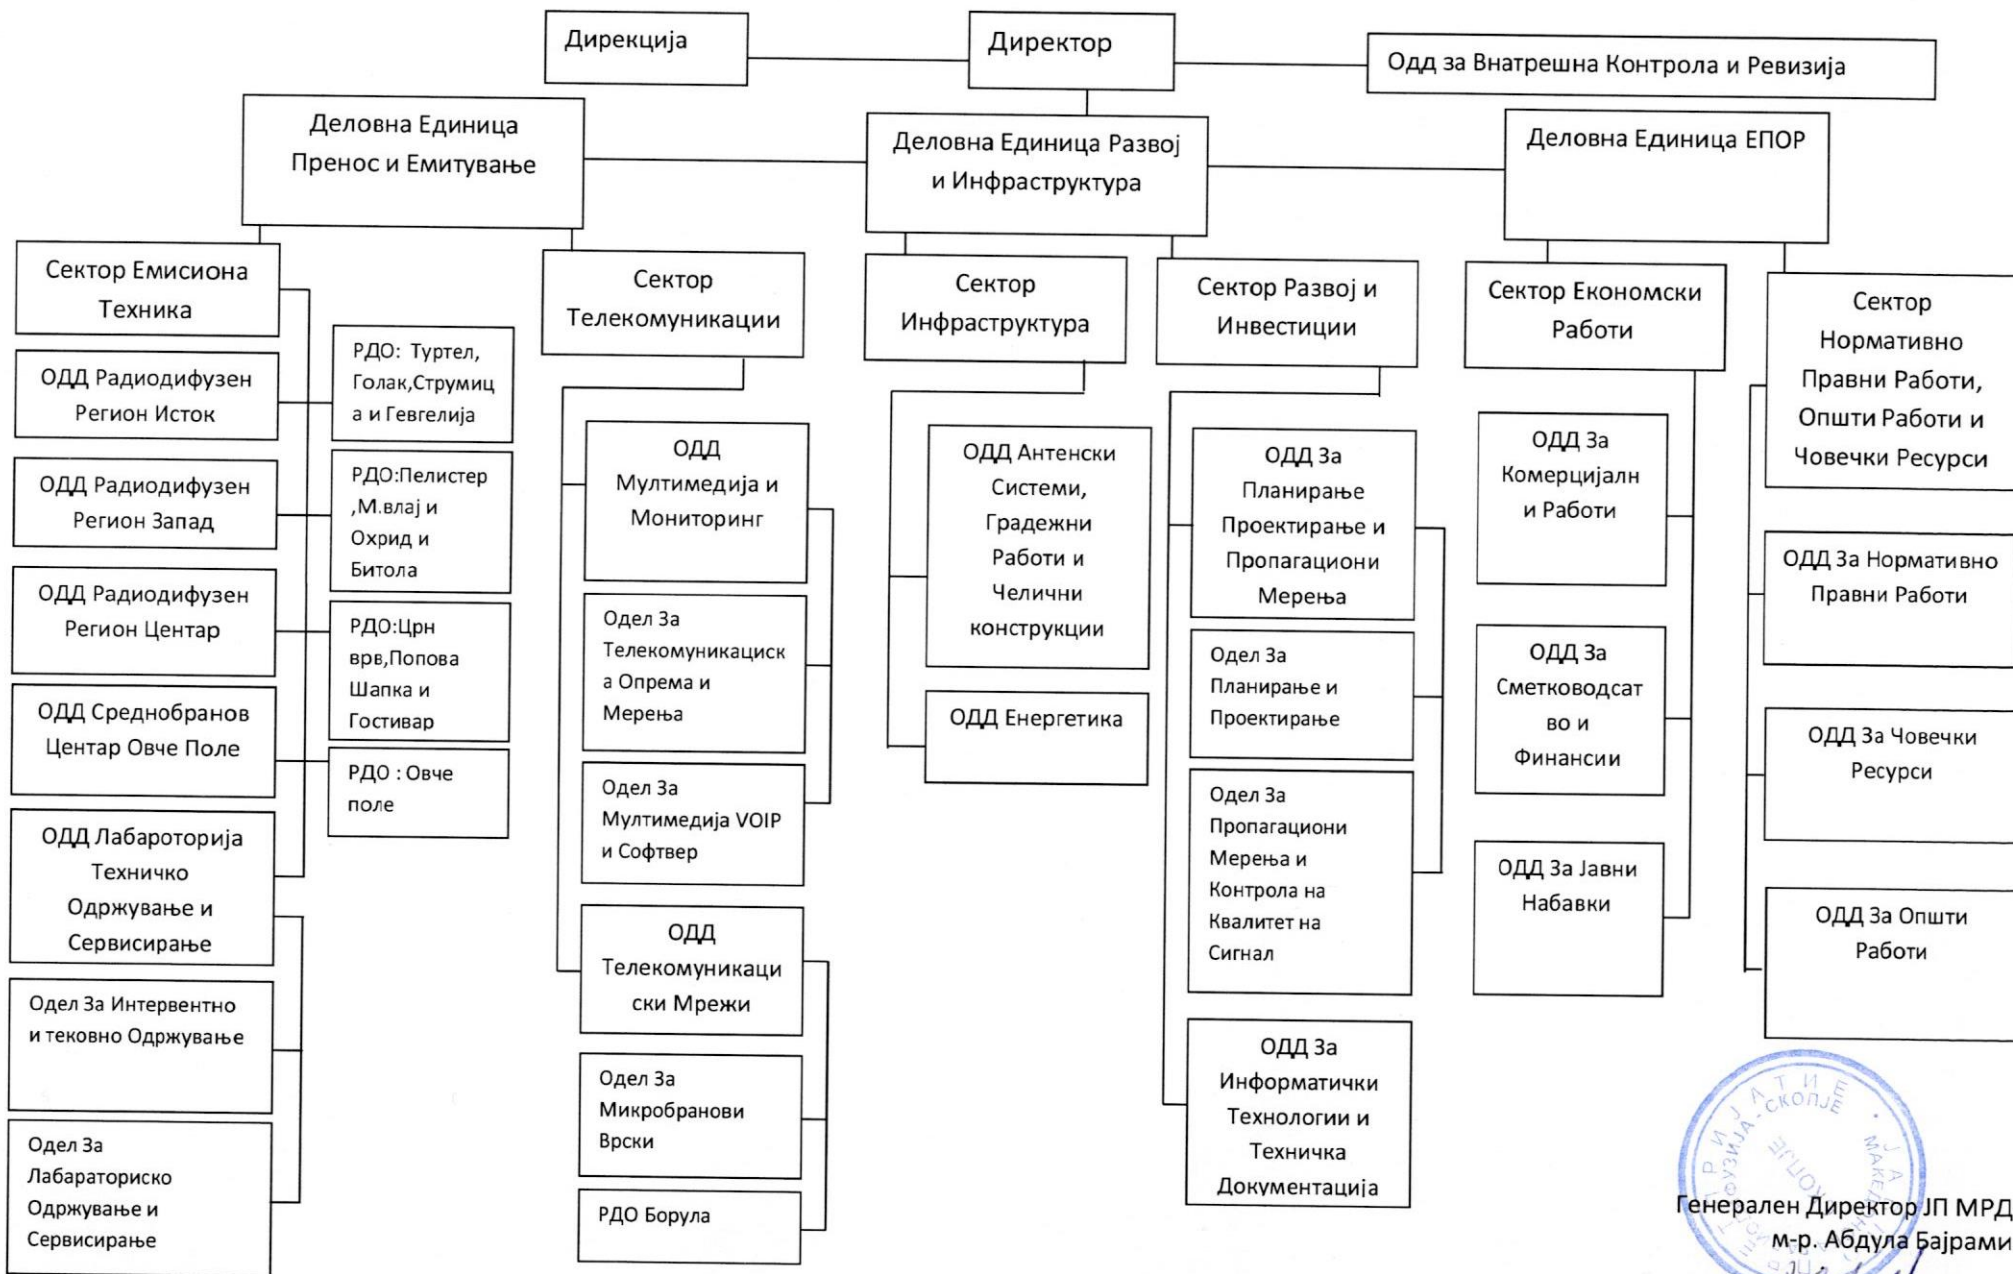 Дирекција
Директор
Одд за Внатрешна Контрола и Ревизија
Деловна Единица
Пренос и Емитување
Деловна Единица Развој
и Инфраструктура
Деловна Единица ЕПОР
Сектор Емисиона
Техника
Сектор
Телекомуникации
Сектор
Инфраструктура
Сектор Развој и
Инвестиции
Сектор Економски
Работи
Сектор
Нормативно
Правни Работи,
Општи Работи и
Човечки Ресурси
ОДД Радиодифузен
Регион Исток
ОДД Радиодифузен
Регион Запад
ОДД Радиодифузен
Регион Центар
ОДД Среднобранов
Центар Овче Поле
ОДД Лабароторија
Техничко
Одржување и
Сервисирање
Одел За Интервентно
и тековно Одржување
Одел За
Лабараториско
Одржување и
Сервисирање
РДО: Туртел,
Голак,Струмиц
а и Гевгелија
РДО:Пелистер
,М.влај и
Охрид и
Битола
РДО:Црн
врв,Попова
Шапка и
Гостивар
РДО : Овче
поле
ОДД
Мултимедија и
Мониторинг
Одел За
Телекомуникациск
а Опрема и
Мерења
Одел За
Мултимедија VOIP
и Софтвер
ОДД
Телекомуникаци
ски Мрежи
Одел За
Микробранови
Врски
РДО Борула
ОДД Антенски
Системи,
Градежни
Работи и
Челични
конструкции
ОДД Енергетика
ОДД За
Планирање
Проектирање и
Пропагациони
Мерења
Одел За
Планирање и
Проектирање
Одел За
Пропагациони
Мерења и
Контрола на
Квалитет на
Сигнал
ОДД За
Информатички
Технологии и
Техничка
Документација
ОДД За
Комерцијалн
и Работи
ОДД За
Сметководсат
во и
Финансии
ОДД За Јавни
Набавки
ОДД За Нормативно
Правни Работи
ОДД За Човечки
Ресурси
ОДД За Општи
Работи
Генерален Директор ЈП МРД
м-р. Абдула Бајрами